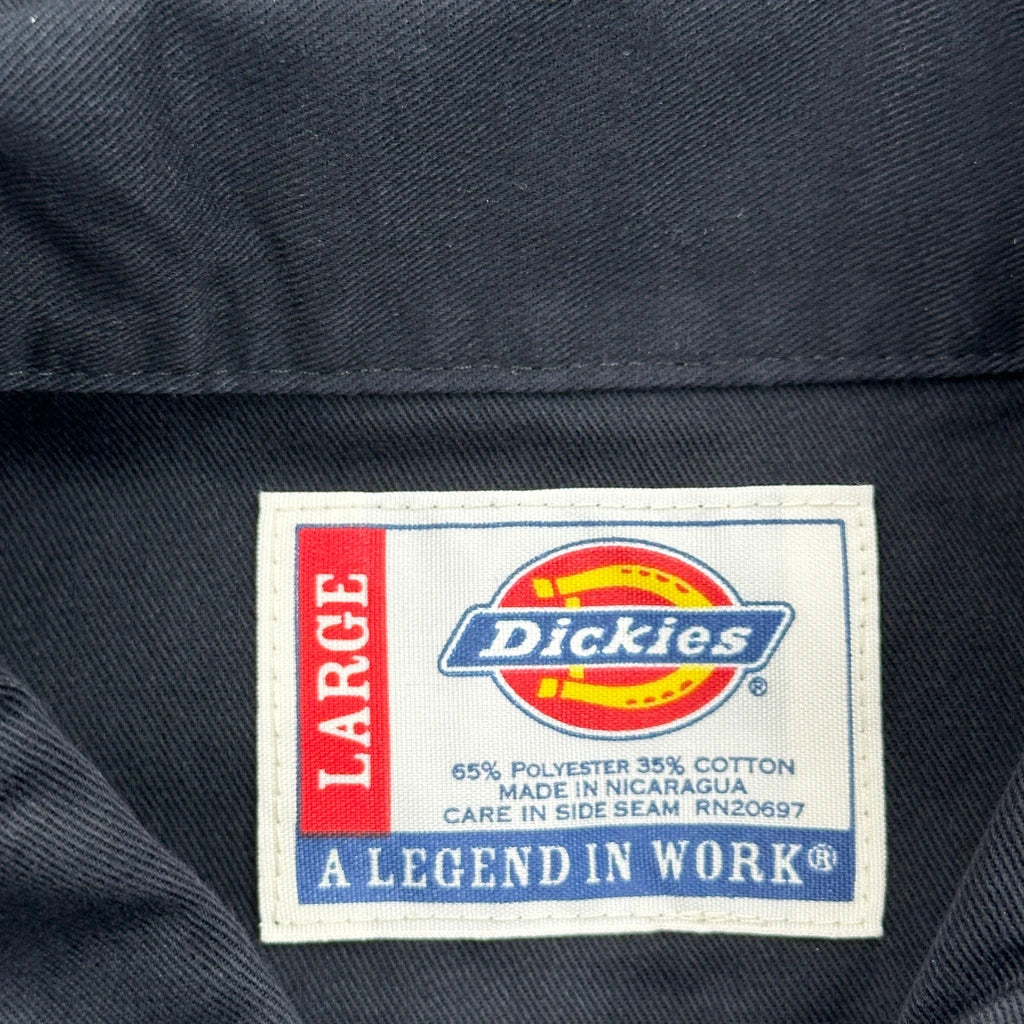 LARGE
Dickies®
65% POLYESTER 35% COTTON
MADE IN NICARAGUA
CARE IN SIDE SEAM RN20697
A LEGEND IN WORK®